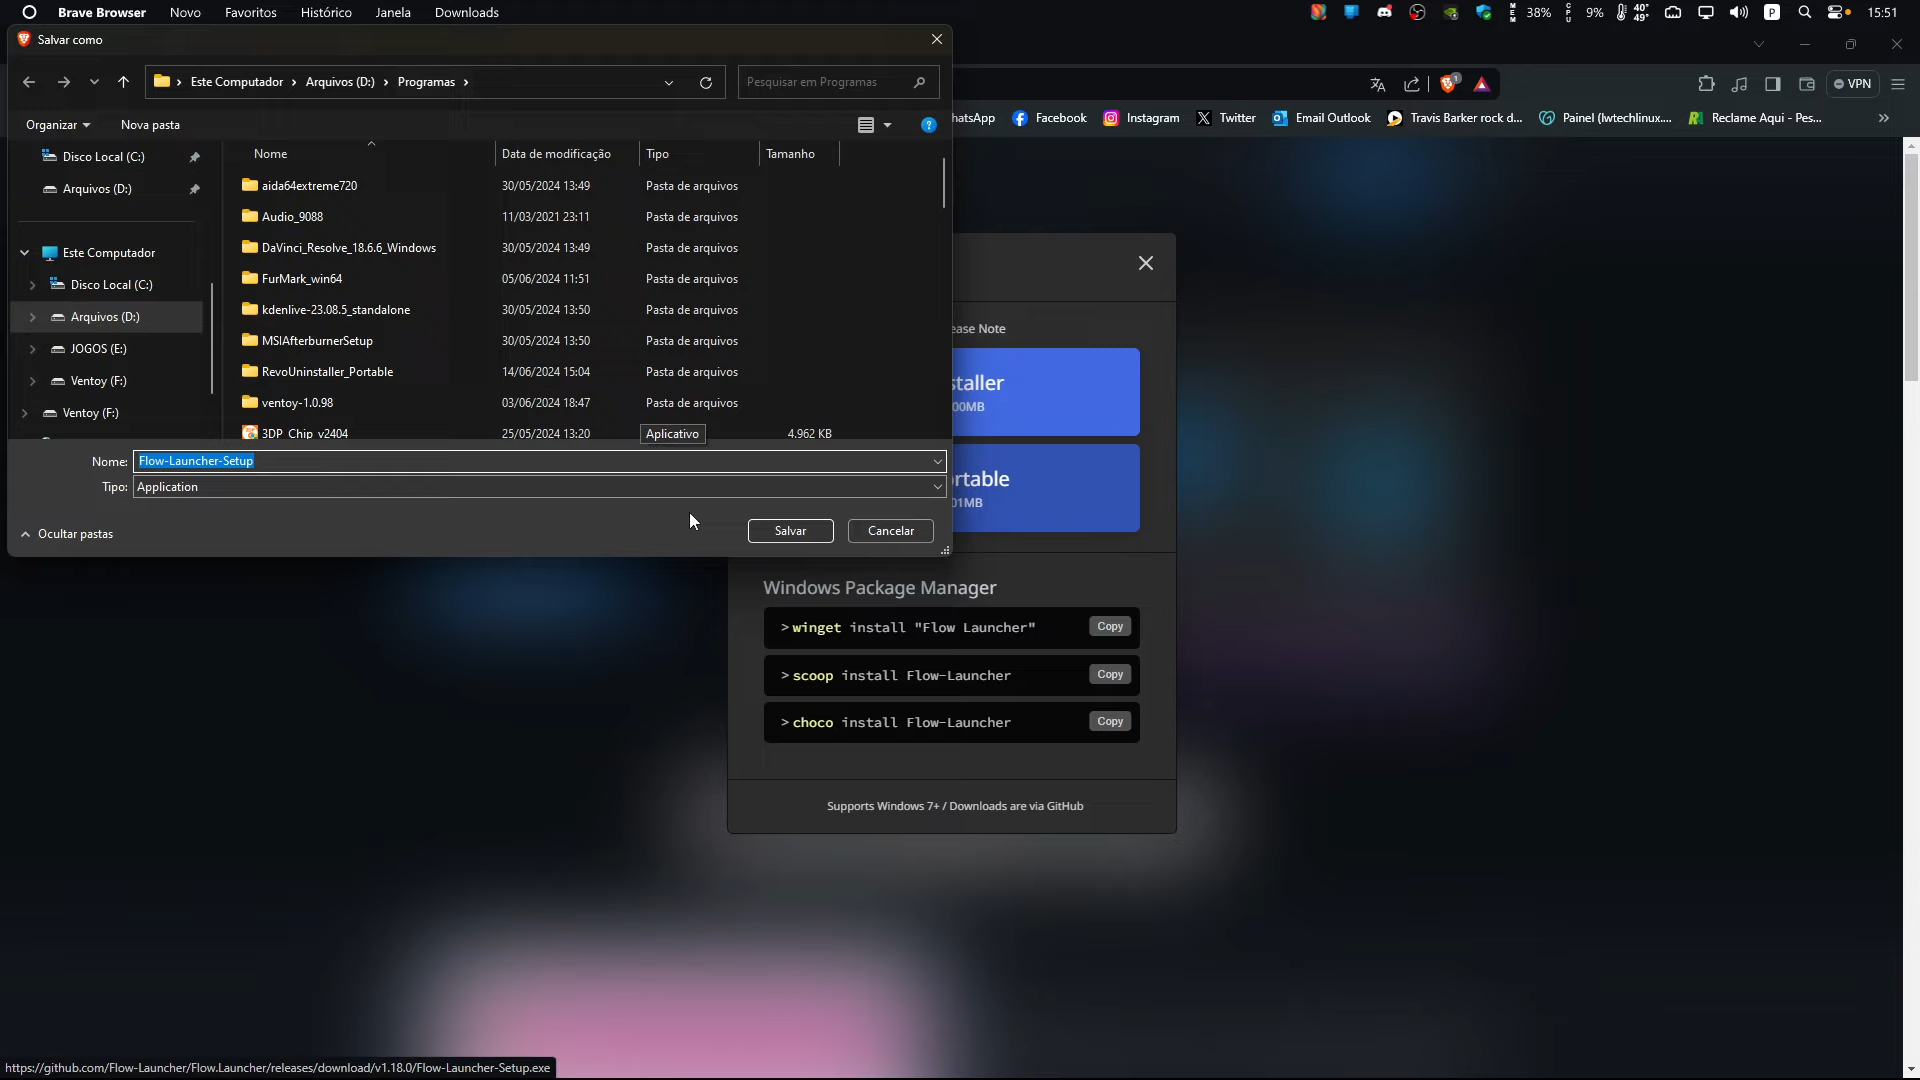 Brave Browser Novo Favoritos Histórico Janela Downloads
38% 9% 40° 49° P 15:51
Salvar como
Este Computador > Arquivos (D:) > Programas >
Pesquisar em Programas
VPN
Organizar Nova pasta
hatsApp Facebook Instagram Twitter Email Outlook Travis Barker rock d... Painel (lwtechlinux.... Reclame Aqui - Pes...
Disco Local (C:)
Arquivos (D:)
Este Computador
Disco Local (C:)
Arquivos (D:)
JOGOS (E:)
Ventoy (F:)
Ventoy (F:)
Nome Data de modificação Tipo Tamanho
aida64extreme720 30/05/2024 13:49 Pasta de arquivos
Audio_9088 11/03/2021 23:11 Pasta de arquivos
DaVinci_Resolve_18.6.6_Windows 30/05/2024 13:49 Pasta de arquivos
FurMark_win64 05/06/2024 11:51 Pasta de arquivos
kdenlive-23.08.5_standalone 30/05/2024 13:50 Pasta de arquivos
MSIAfterburnerSetup 30/05/2024 13:50 Pasta de arquivos
RevoUninstaller_Portable 14/06/2024 15:04 Pasta de arquivos
ventoy-1.0.98 03/06/2024 18:47 Pasta de arquivos
3DP_Chip_v2404 25/05/2024 13:20 Aplicativo 4.962 KB
Nome: Flow-Launcher-Setup
Tipo: Application
Ocultar pastas
Salvar Cancelar
ease Note
staller
00MB
rtable
01MB
Windows Package Manager
>winget install "Flow Launcher" Copy
>scoop install Flow-Launcher Copy
>choco install Flow-Launcher Copy
Supports Windows 7+ / Downloads are via GitHub
https://github.com/Flow-Launcher/Flow.Launcher/releases/download/v1.18.0/Flow-Launcher-Setup.exe